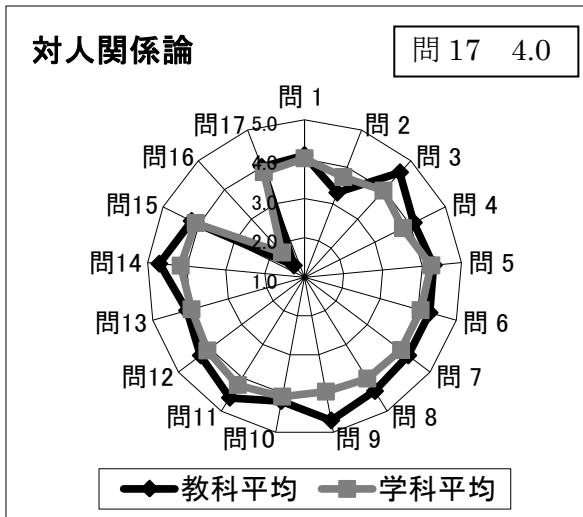 対人関係論
問 17 4.0
問 1
問 2
問 3
問 4
問 5
問 6
問 7
問 8
問 9
問10
問11
問12
問13
問14
問15
問16
問17
5.0
4.0
3.0
2.0
1.0
教科平均
学科平均